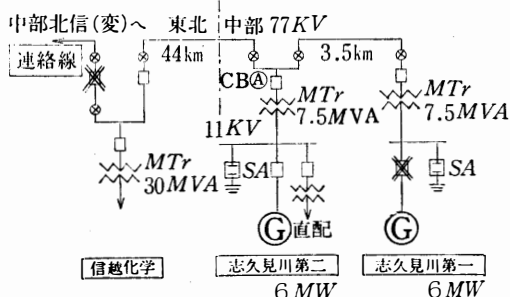 中部北信(変)へ 東北 中部 77KV
連絡線 44km 3.5km
CBⒶ MTr 7.5MVA MTr 7.5MVA
11KV
MTr 30MVA SA SA
G 直配 G
信越化学 志久見川第二 志久見川第一
6MW 6MW